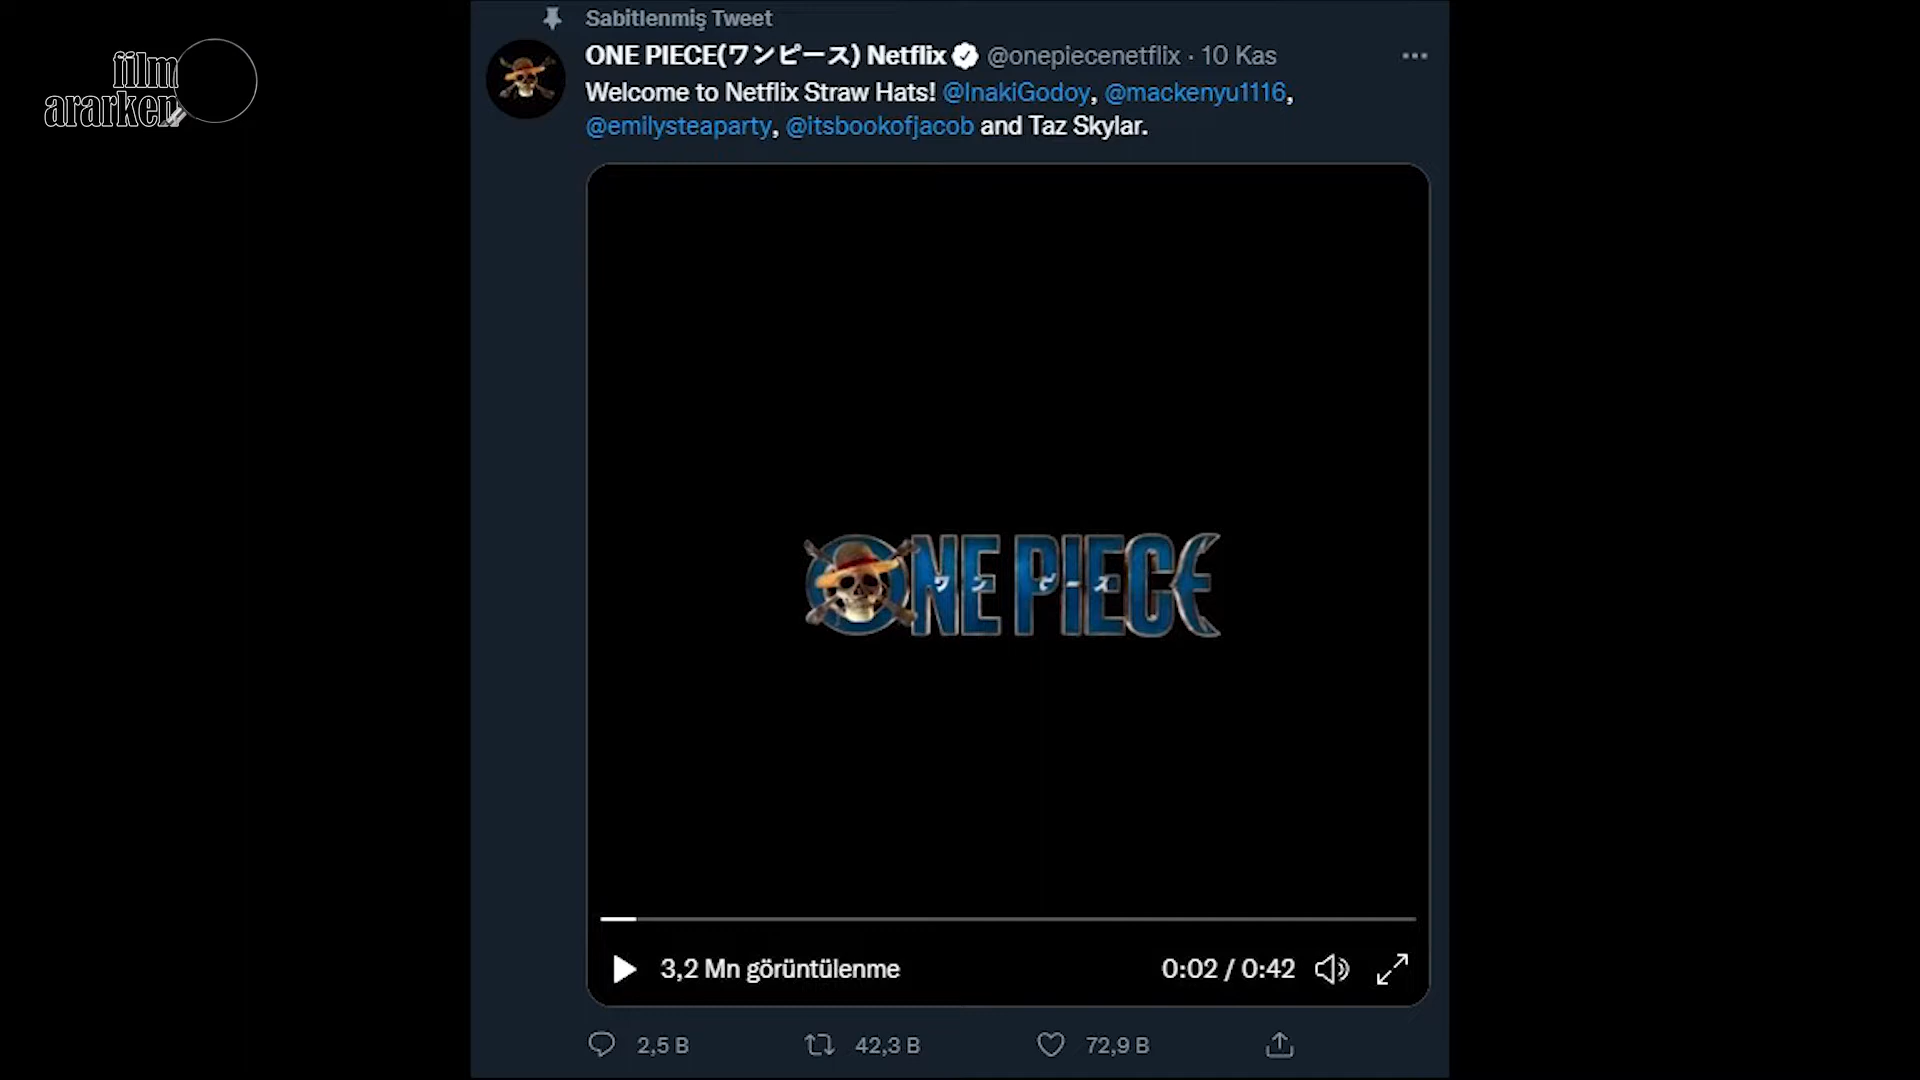 film
ararken
Sabitlenmiş Tweet
ONE PIECE(ワンピース) Netflix @onepiecenetflix · 10 Kas
Welcome to Netflix Straw Hats! @InakiGodoy, @mackenyu1116,
@emilysteaparty, @itsbookofjacob and Taz Skylar.
ONE PIECE
ワンピース
3,2 Mn görüntülenme
0:02 / 0:42
2,5 B
42,3 B
72,9 B